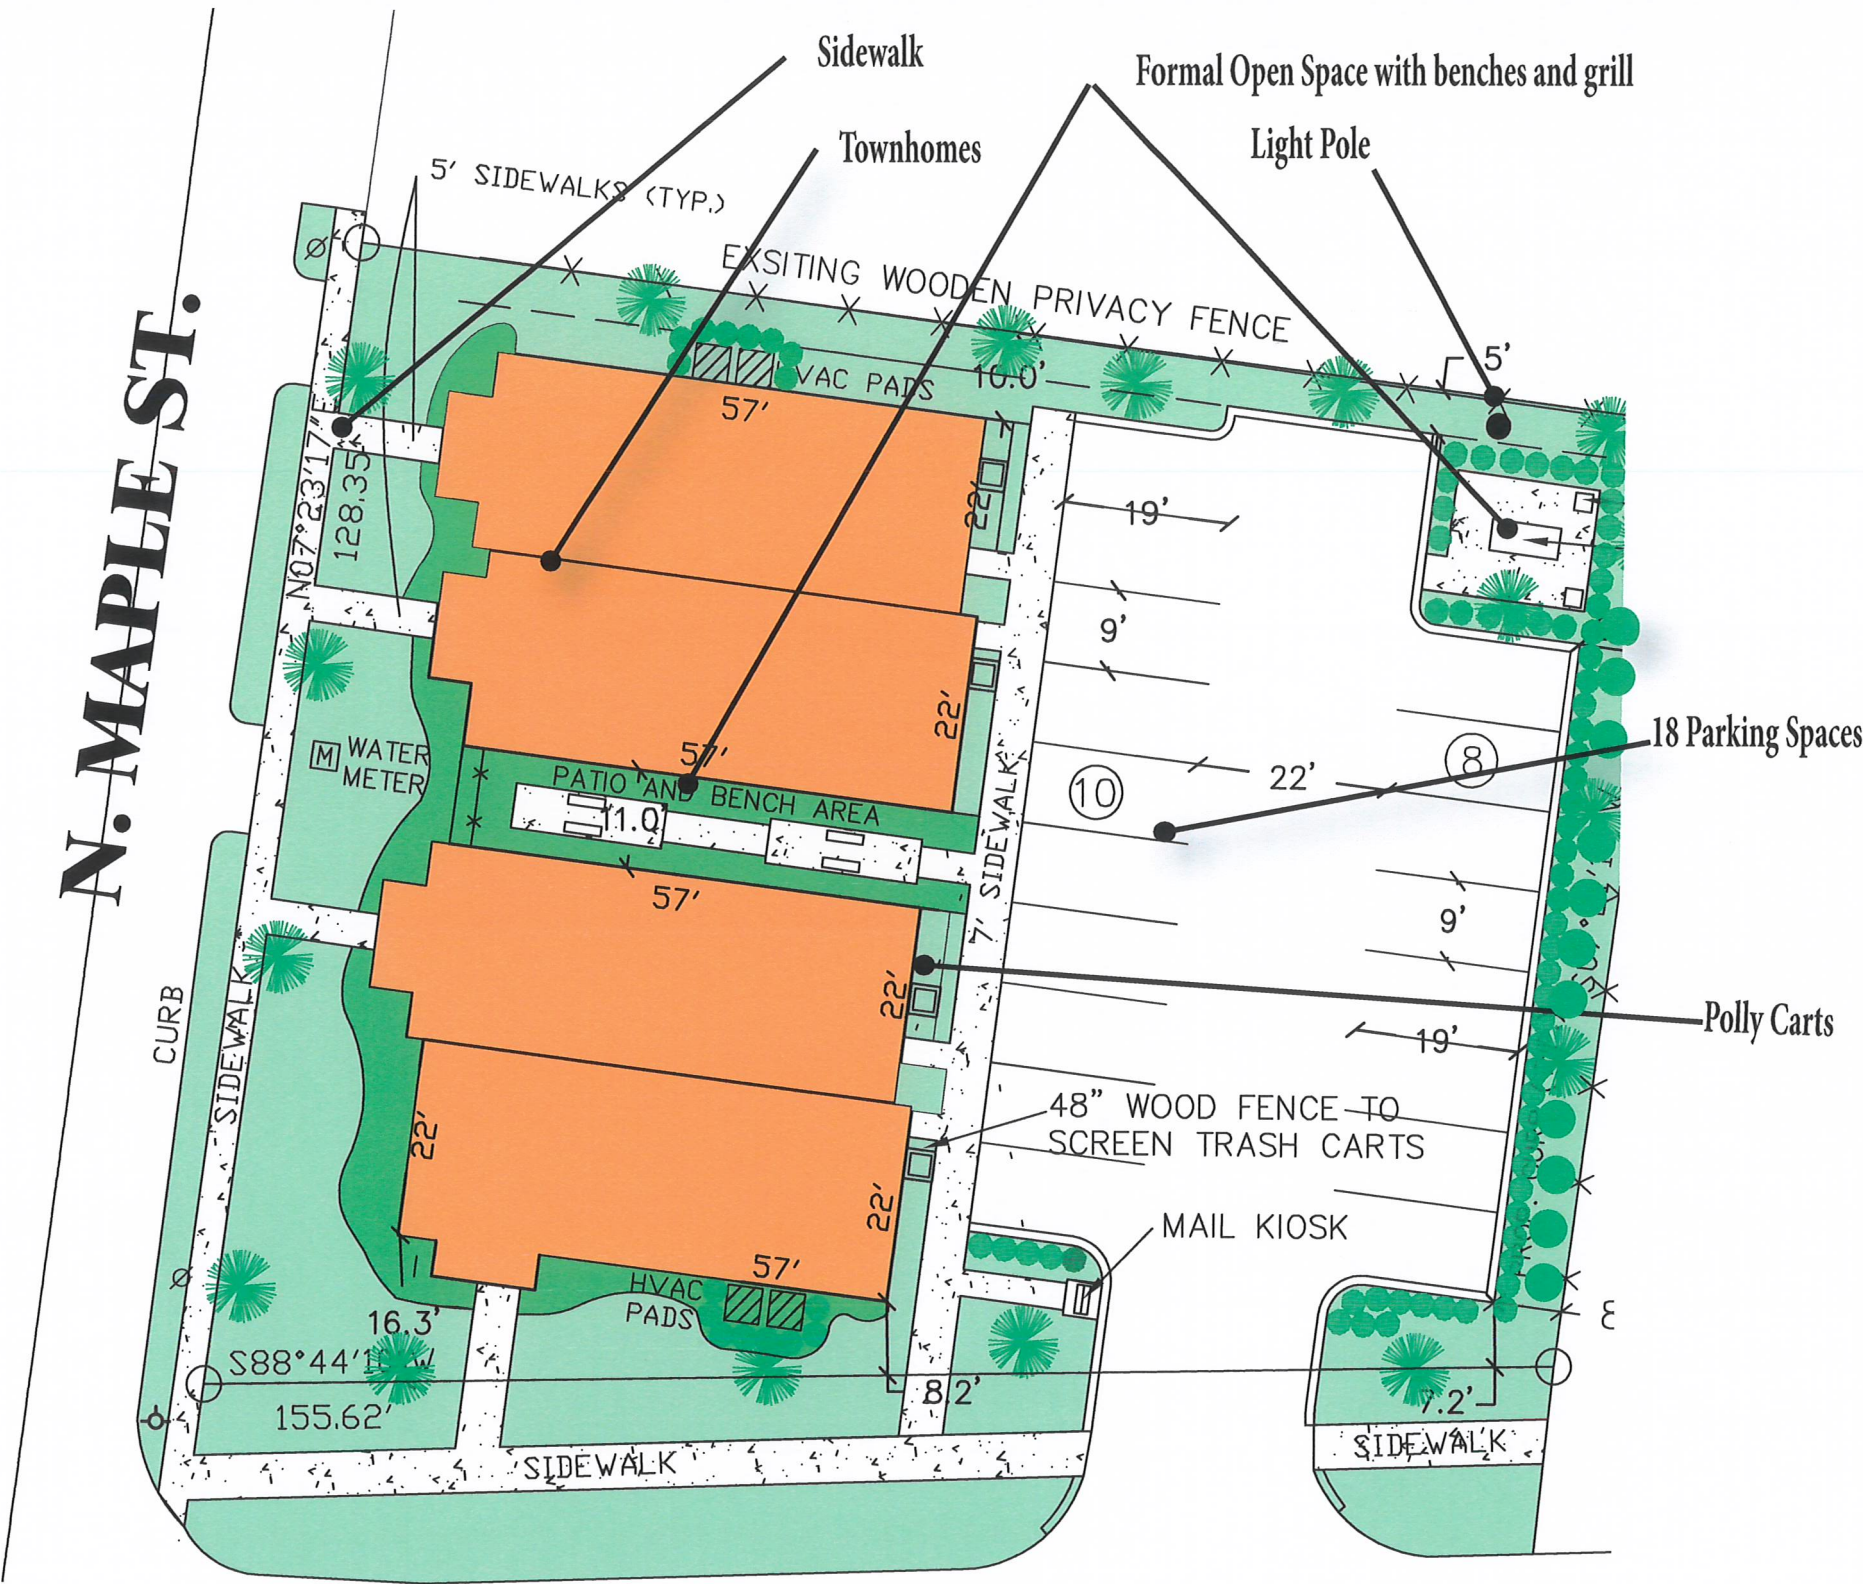 Sidewalk
Formal Open Space with benches and grill
Townhomes
Light Pole
5' SIDEWALKS (TYP.)
EXSITING WOODEN PRIVACY FENCE
5'
N. MAPLE ST.
VAC PADS
10.0'
57'
N07°23'17"E
128.35'
22'
19'
9'
22'
WATER
METER
M
57'
PATIO AND BENCH AREA
11.0'
57'
7' SIDEWALK
10
22'
8
18 Parking Spaces
9'
22'
19'
Polly Carts
CURB
SIDEWALK
22'
48" WOOD FENCE TO
SCREEN TRASH CARTS
22'
MAIL KIOSK
57'
HVAC
PADS
16.3'
S88°44'1
W
155.62'
8.2'
7.2'
SIDEWALK
SIDEWALK